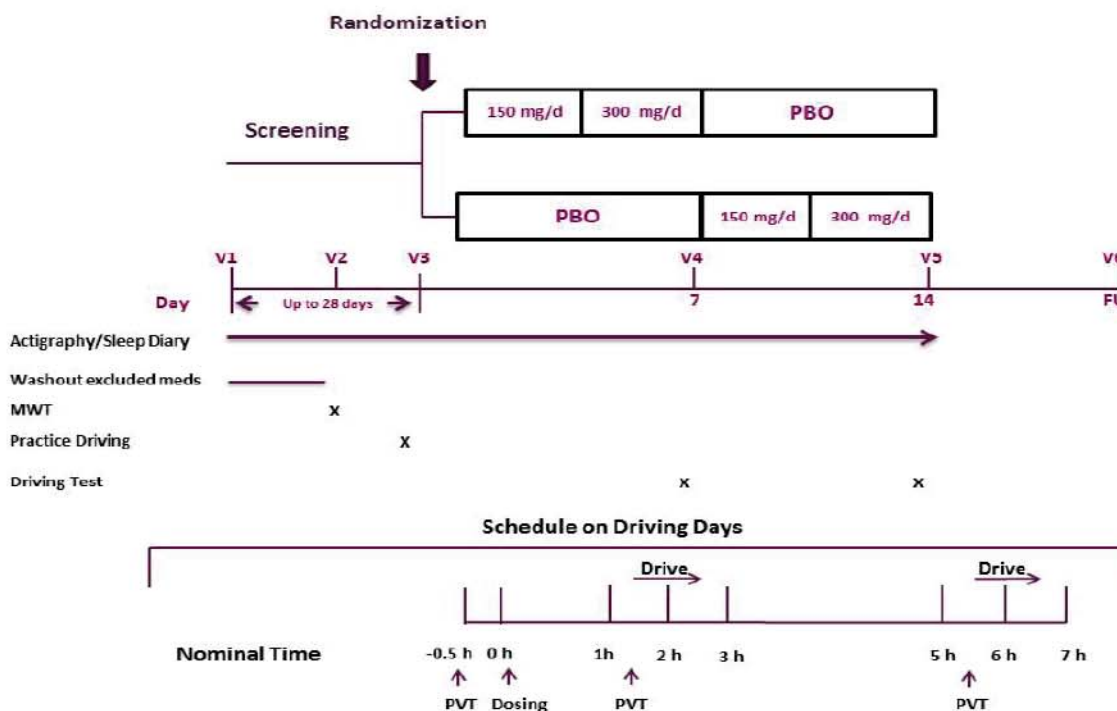 Randomization
150 mg/d 300 mg/d PBO
Screening
PBO 150 mg/d 300 mg/d
V1 V2 V3 V4 V5
Day Up to 28 days 7 14
Actigraphy/Sleep Diary
Washout excluded meds
MWT x
Practice Driving x
Driving Test x x
Schedule on Driving Days
Drive Drive
Nominal Time -0.5 h 0 h 1h 2 h 3 h 5 h 6 h 7 h
PVT Dosing PVT PVT